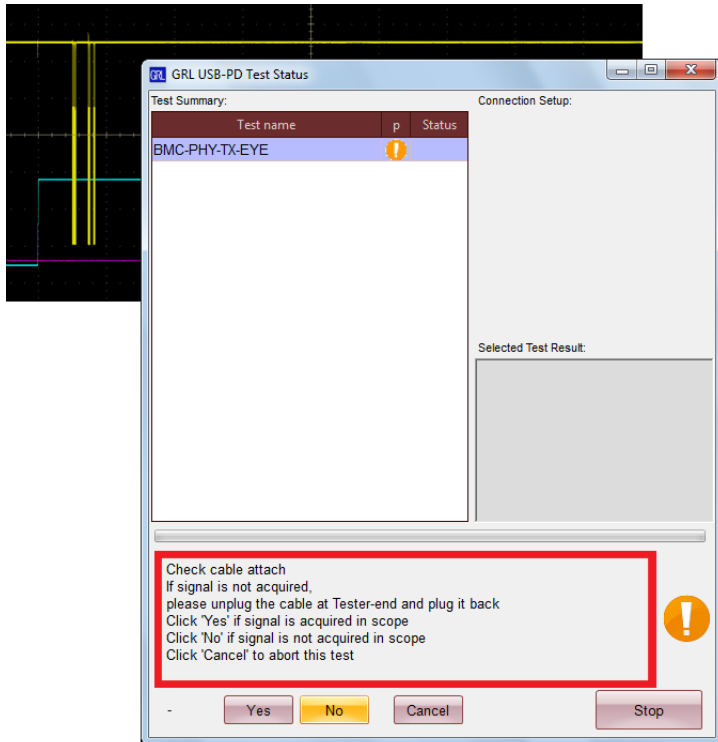 GRL GRL USB-PD Test Status
Test Summary:
Connection Setup:
Test name p Status
BMC-PHY-TX-EYE
Selected Test Result:
Check cable attach
If signal is not acquired,
please unplug the cable at Tester-end and plug it back
Click 'Yes' if signal is acquired in scope
Click 'No' if signal is not acquired in scope
Click 'Cancel' to abort this test
- Yes No Cancel Stop